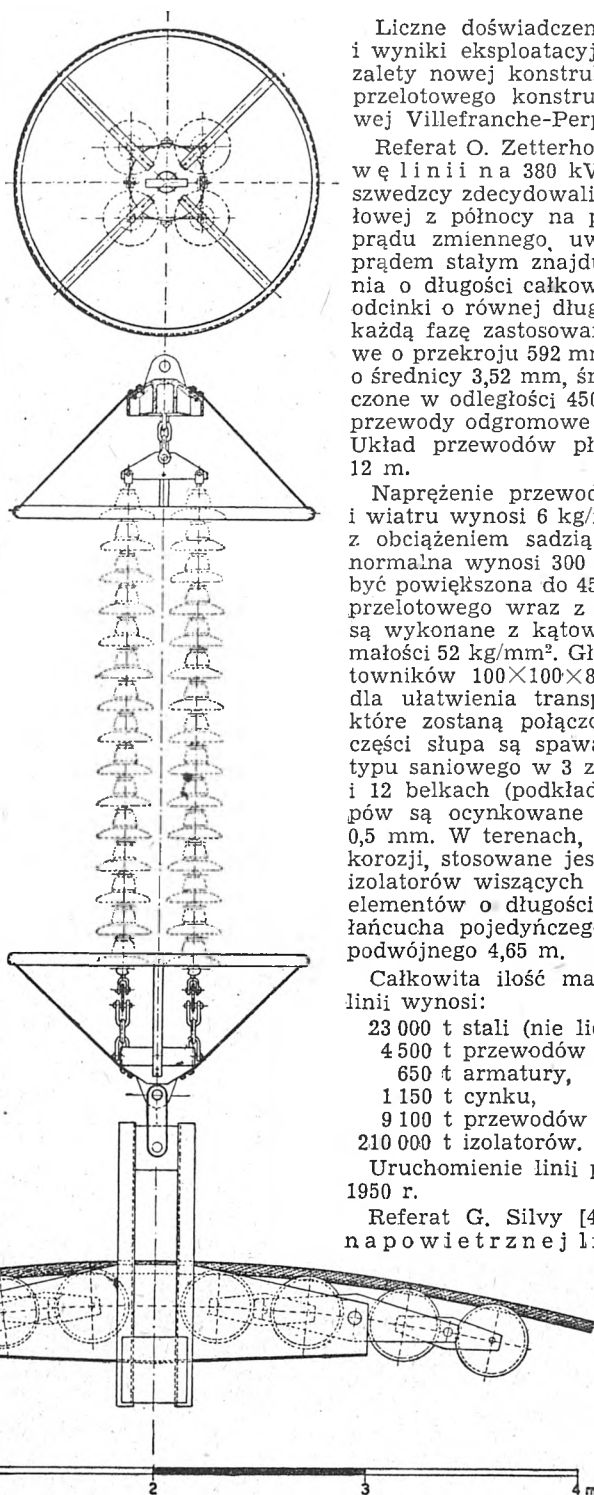 Liczne doświadczen
i wyniki eksploatacyj
zalety nowej konstru
przelotowego konstru
wej Villefranche-Perp
Referat O. Zetterho
wę linii na 380 kV
szwedzcy zdecydowali
łowej z północy na p
prądu zmiennego, uw
prądem stałym znajdu
nia o długości całkow
odcinki o równej dług
każdą fazę zastosowan
we o przekroju 592 mm
o średnicy 3,52 mm, śr
czone w odległości 450
przewody odgromowe
Układ przewodów pł
12 m.
Naprężenie przewod
i wiatru wynosi 6 kg/
z obciążeniem sadzią
normalna wynosi 300
być powiększona do 45
przelotowego wraz z
są wykonane z kątow
małości 52 kg/mm². Gł
towników 100×100×8
dla ułatwienia transp
które zostaną połączo
części słupa są spawa
typu saniowego w 3 z
i 12 belkach (podkład
pów są ocynkowane
0,5 mm. W terenach,
korozji, stosowane jes
izolatorów wiszących
elementów o długości
łańcucha pojedyńczego
podwójnego 4,65 m.
Całkowita ilość ma
linii wynosi:
23 000 t stali (nie lic
4 500 t przewodów
650 t armatury,
1 150 t cynku,
9 100 t przewodów
210 000 t izolatorów.
Uruchomienie linii p
1950 r.
Referat G. Silvy [4
napowietrznej li
2 3 4 m